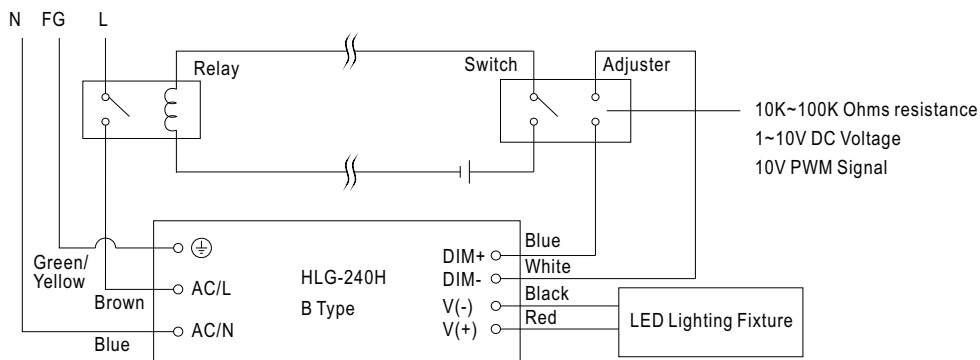 N FG L
Relay
Switch
Adjuster
10K~100K Ohms resistance
1~10V DC Voltage
10V PWM Signal
Green/
Yellow
Brown
Blue
AC/L
AC/N
HLG-240H
B Type
DIM+
DIM-
V(-)
V(+)
Blue
White
Black
Red
LED Lighting Fixture